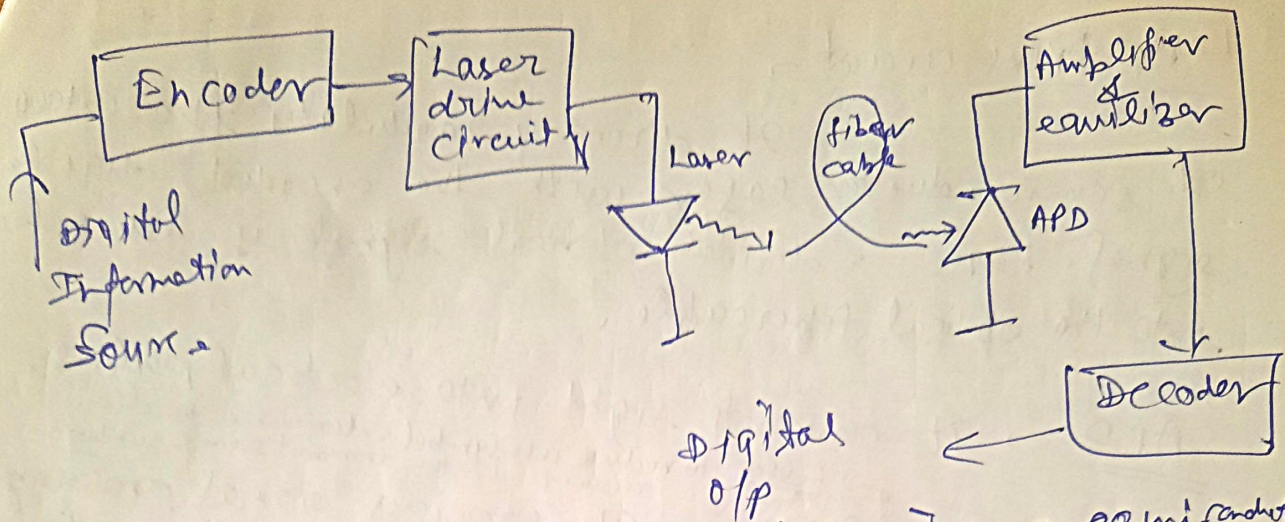 Encoder
Laser
drive
circuit
Digital
Information
Source
Laser
fiber
cable
APD
Amplifier
&
equilizer
Decoder
Digital
O/P